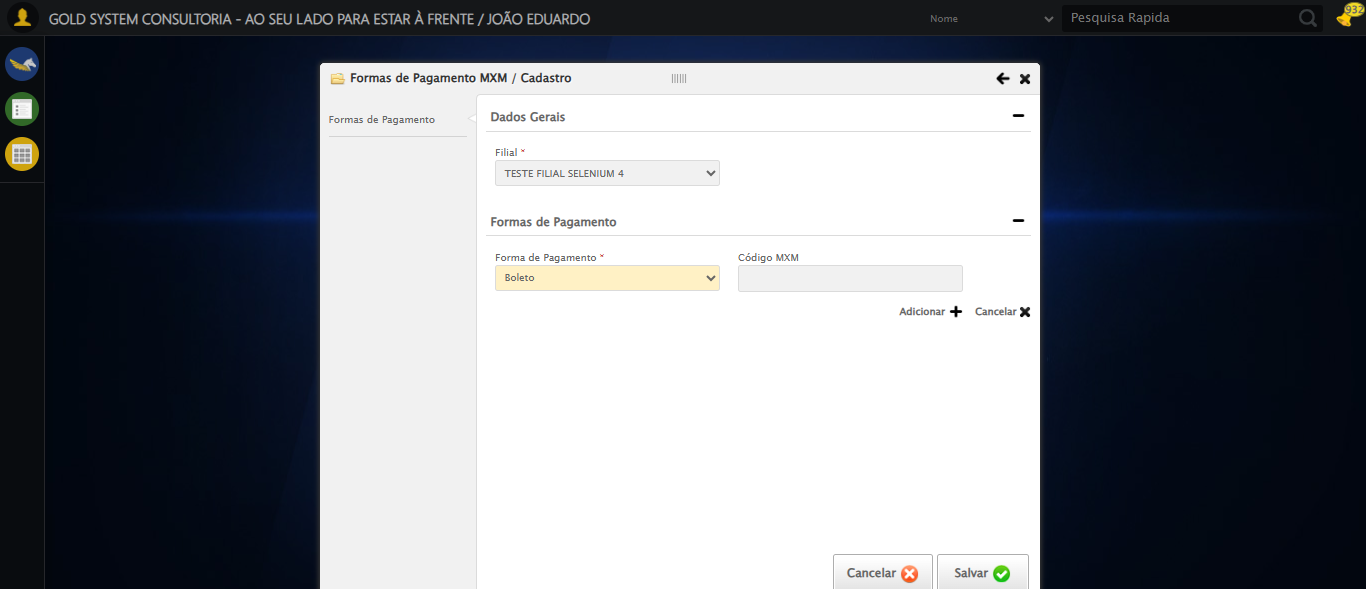 GOLD SYSTEM CONSULTORIA - AO SEU LADO PARA ESTAR À FRENTE / JOÃO EDUARDO
Nome
Pesquisa Rapida
932
Formas de Pagamento MXM / Cadastro
Formas de Pagamento
Dados Gerais
Filial *
TESTE FILIAL SELENIUM 4
Formas de Pagamento
Forma de Pagamento * Código MXM
Boleto
Adicionar Cancelar
Cancelar Salvar